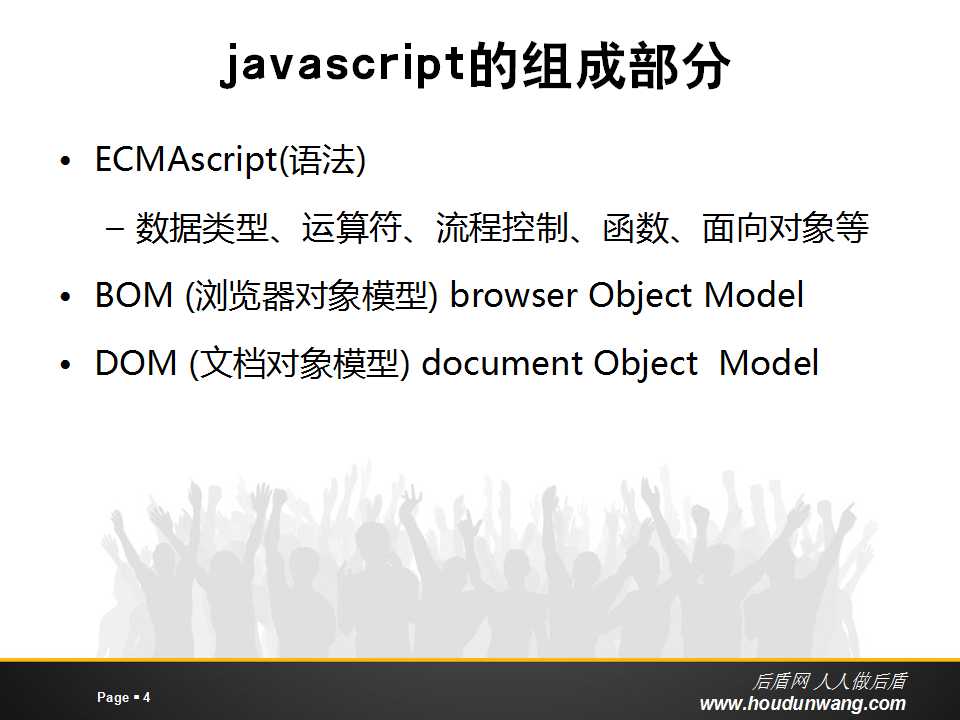 javascript的组成部分
• ECMAscript(语法)
– 数据类型、运算符、流程控制、函数、面向对象等
• BOM (浏览器对象模型) browser Object Model
• DOM (文档对象模型) document Object  Model
Page ▪ 4
后盾网 人人做后盾
www.houdunwang.com